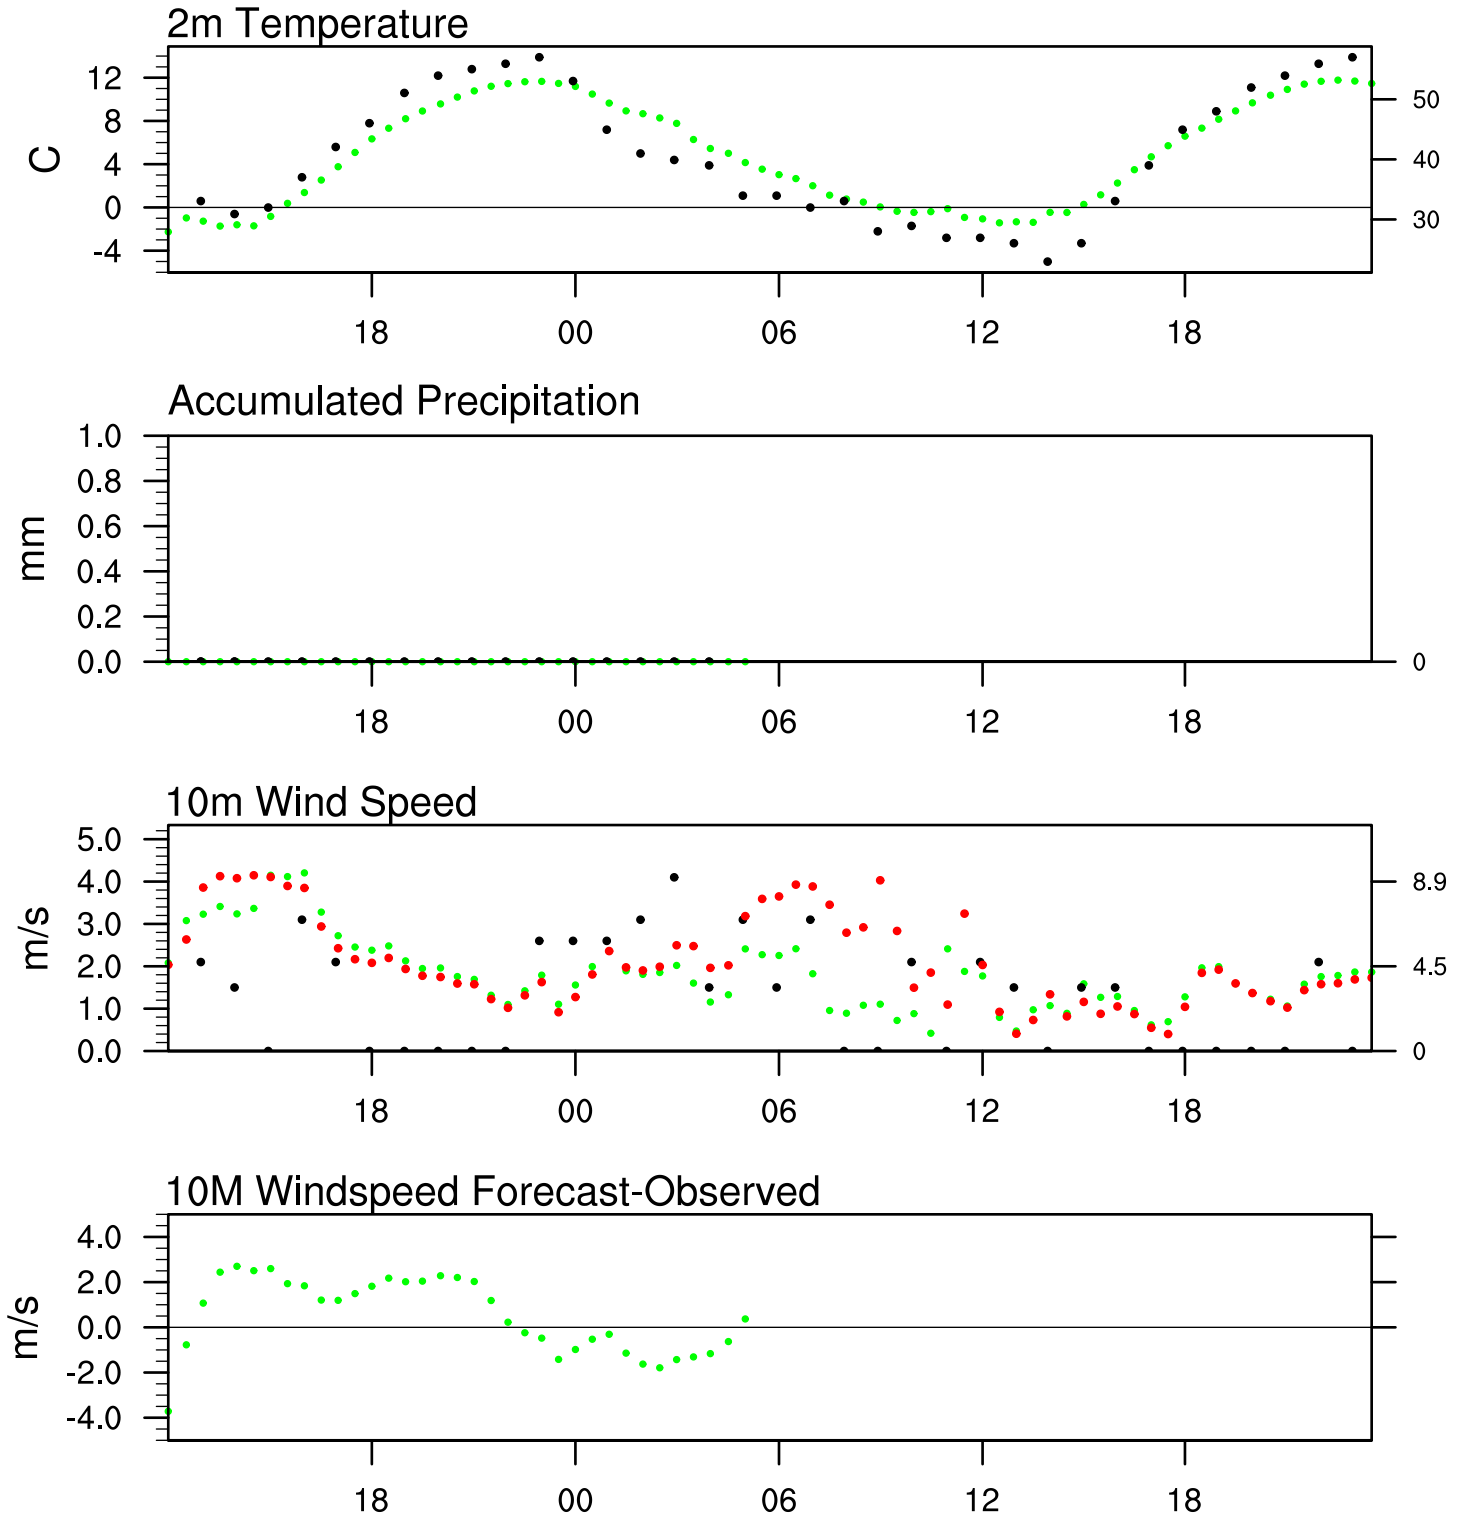 2m Temperature
12
8
4
0
-4
C
50
40
30
18 00 06 12 18
Accumulated Precipitation
1.0
0.8
0.6
0.4
0.2
0.0
mm
0
18 00 06 12 18
10m Wind Speed
5.0
4.0
3.0
2.0
1.0
0.0
m/s
8.9
4.5
0
18 00 06 12 18
10M Windspeed Forecast-Observed
4.0
2.0
0.0
-2.0
-4.0
m/s
18 00 06 12 18